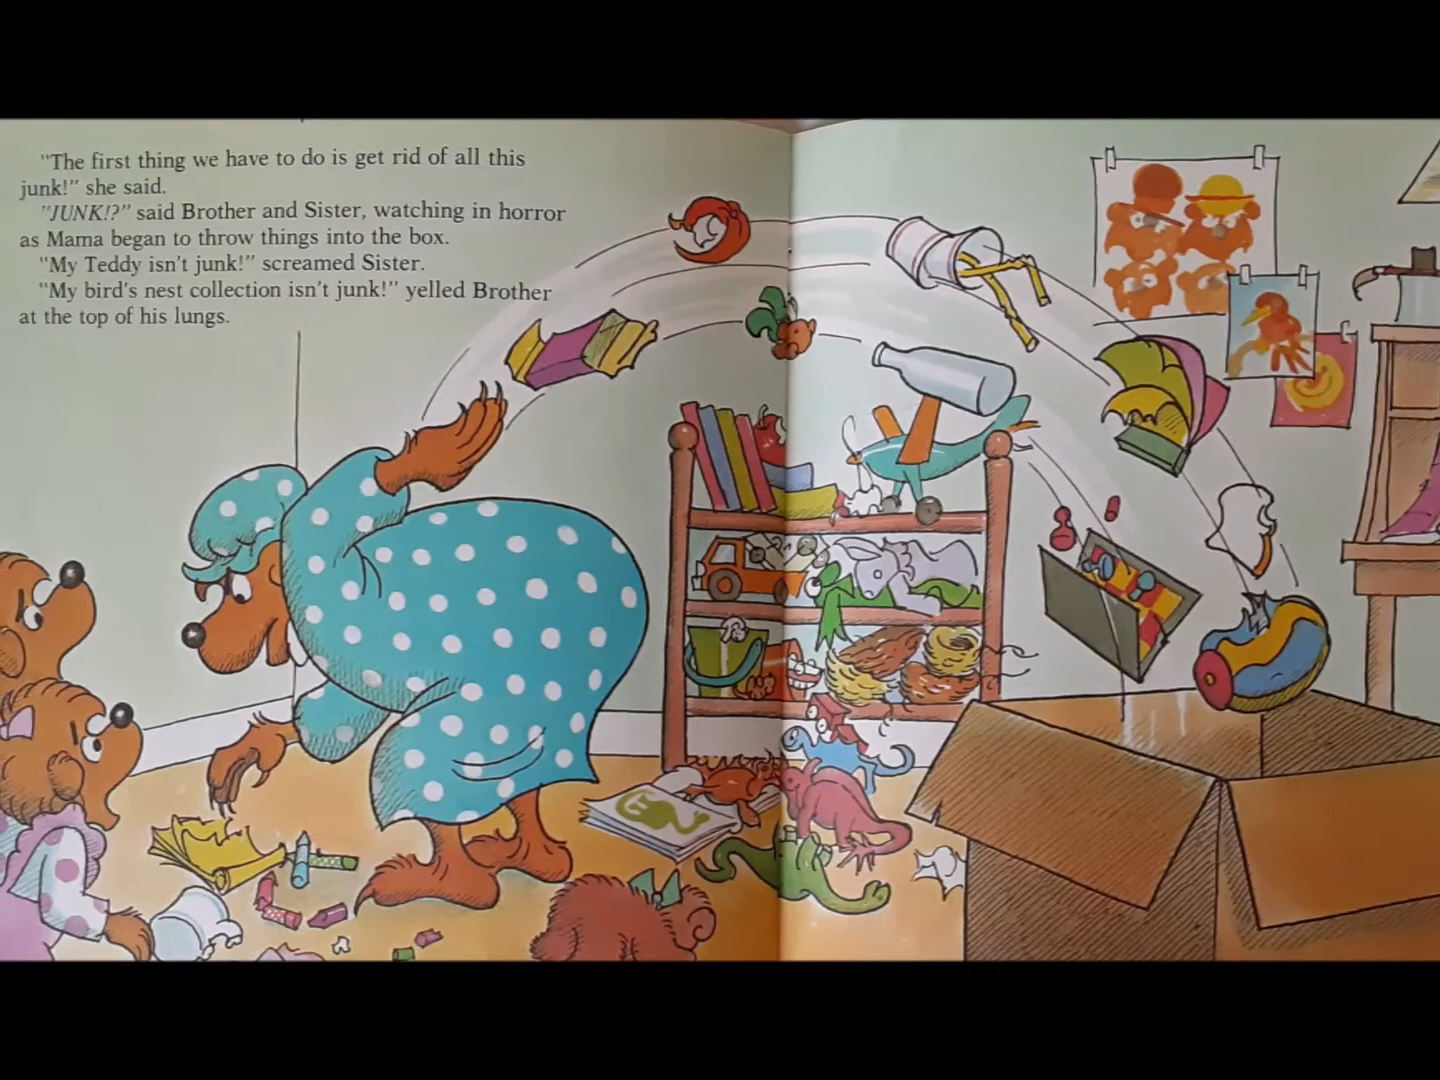 "The first thing we have to do is get rid of all this
junk!" she said.
"JUNK!?" said Brother and Sister, watching in horror
as Mama began to throw things into the box.
"My Teddy isn't junk!" screamed Sister.
"My bird's nest collection isn't junk!" yelled Brother
at the top of his lungs.